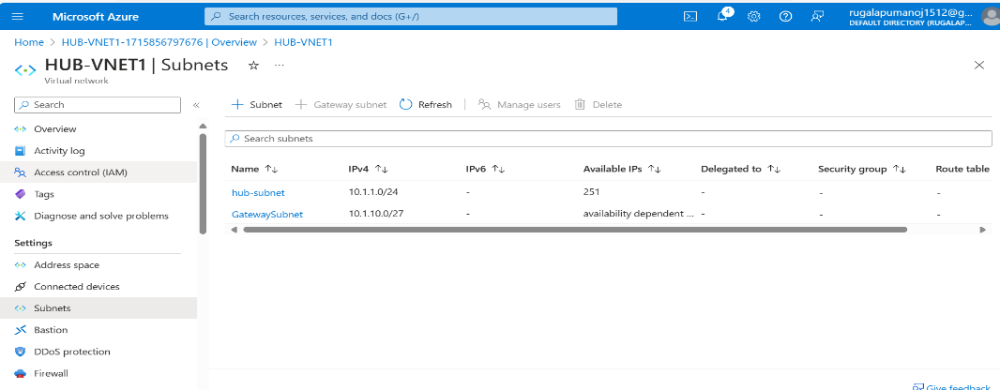 Microsoft Azure
Search resources, services, and docs (G+/)
4
rugalapumanoj1512@g...
DEFAULT DIRECTORY (RUGALAP...
Home > HUB-VNET1-1715856797676 | Overview > HUB-VNET1
HUB-VNET1 | Subnets
Virtual network
Search
Overview
Activity log
Access control (IAM)
Tags
Diagnose and solve problems
Settings
Address space
Connected devices
Subnets
Bastion
DDoS protection
Firewall
+ Subnet + Gateway subnet Refresh | Manage users Delete
Search subnets
Name IPv4 IPv6 Available IPs Delegated to Security group Route table
hub-subnet 10.1.1.0/24 - 251 - - -
GatewaySubnet 10.1.10.0/27 - availability dependent ... - - -
Give feedback